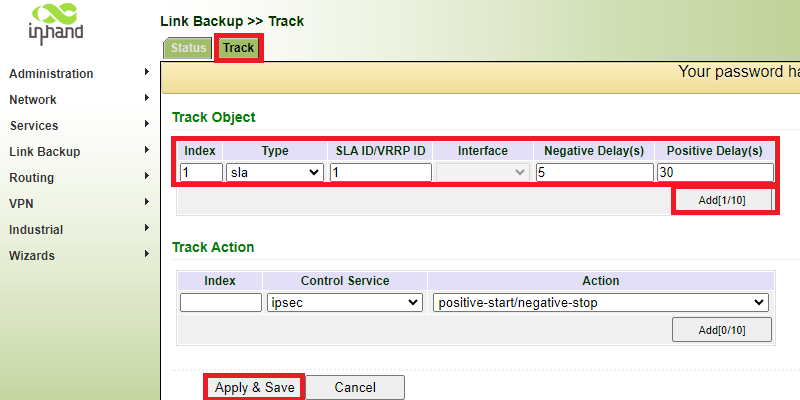 inhand
Link Backup >> Track
Status Track
Your password ha
Administration
Network
Services
Link Backup
Routing
VPN
Industrial
Wizards
Track Object
Index Type SLA ID/VRRP ID Interface Negative Delay(s) Positive Delay(s)
1 sla 1 5 30
Add[1/10]
Track Action
Index Control Service Action
ipsec positive-start/negative-stop
Add[0/10]
Apply & Save Cancel